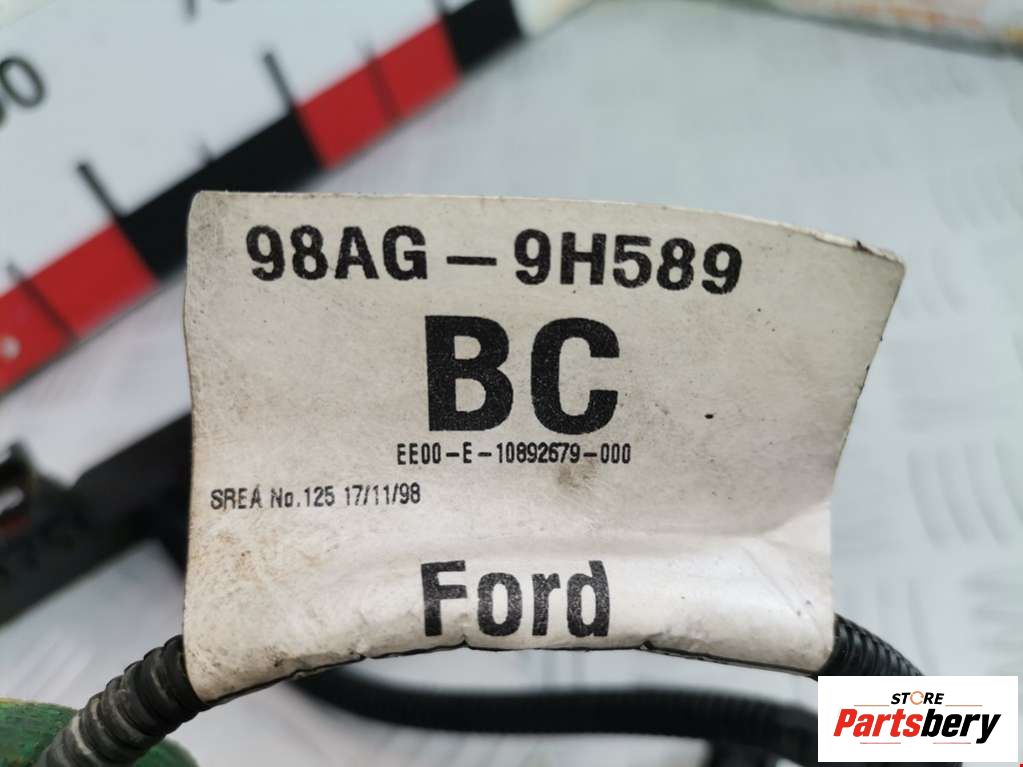 98AG-9H589
BC
EE00-E-10892679-000
SREA No.125 17/11/98
Ford
STORE
Partsbery